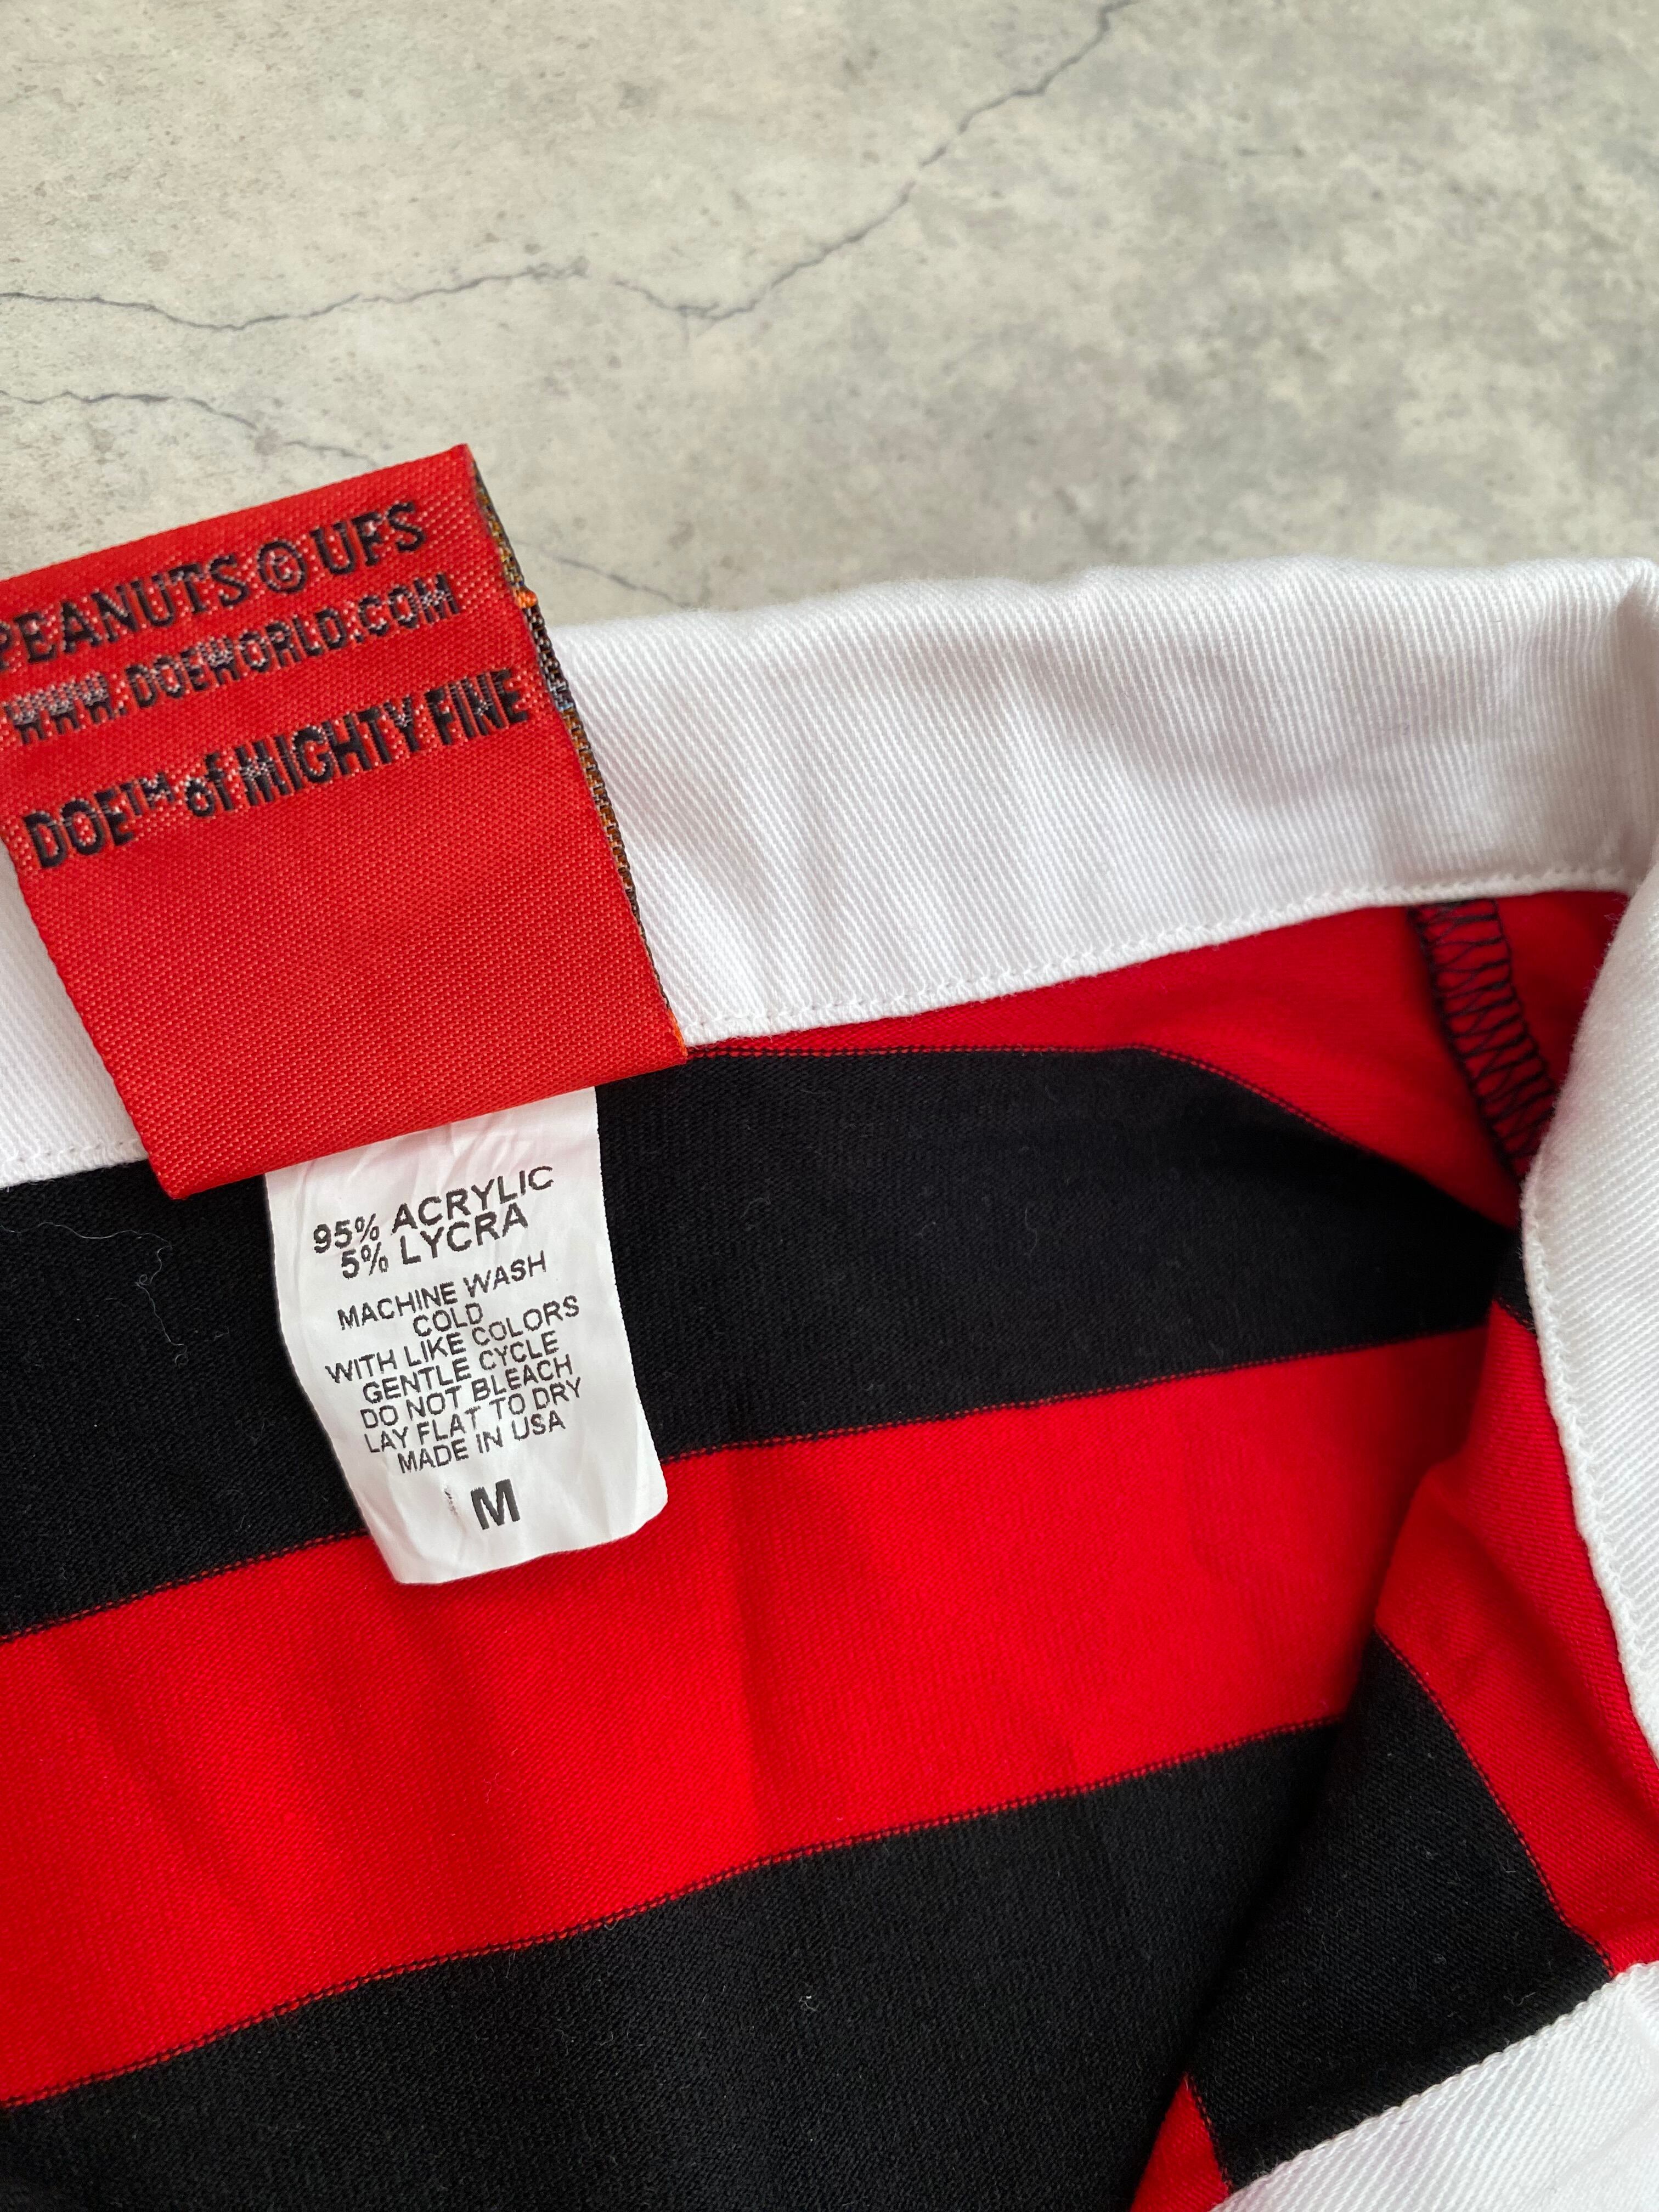 PEANUTS © UFS
WWW.DOEWORLD.COM
DOE™ of MIGHTY FINE
95% ACRYLIC
5% LYCRA
MACHINE WASH
COLD
WITH LIKE COLORS
GENTLE CYCLE
DO NOT BLEACH
LAY FLAT TO DRY
MADE IN USA
M